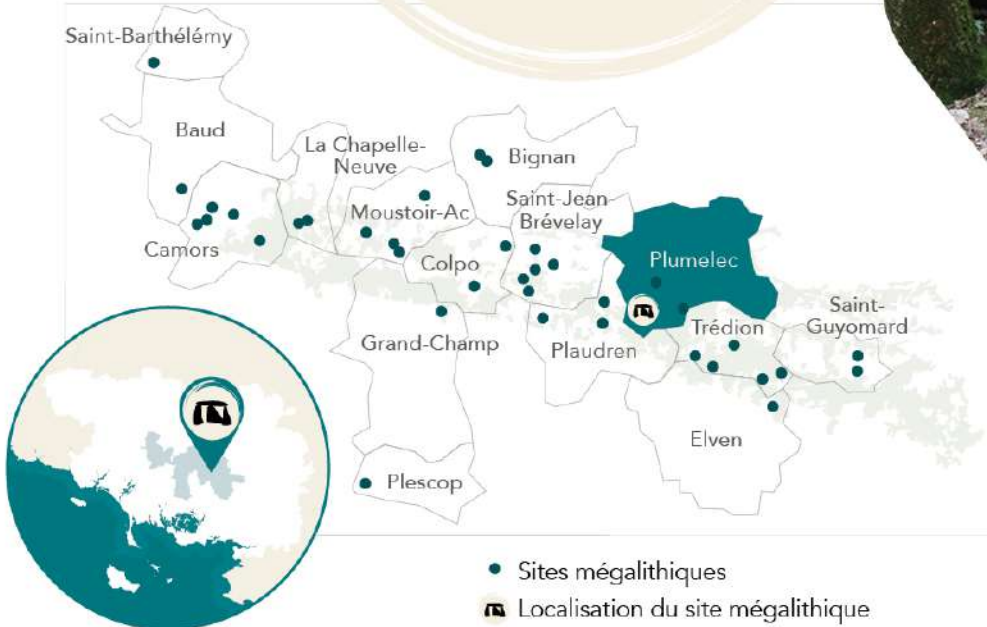 Saint-Barthélémy
Baud
La Chapelle-
Neuve
Bignan
Saint-Jean
Brévelay
Moustoir-Ac
Camors
Colpo
Plumelec
Saint-
Guyomard
Trédion
Grand-Champ
Plaudren
Elven
Plescop
Sites mégalithiques
Localisation du site mégalithique